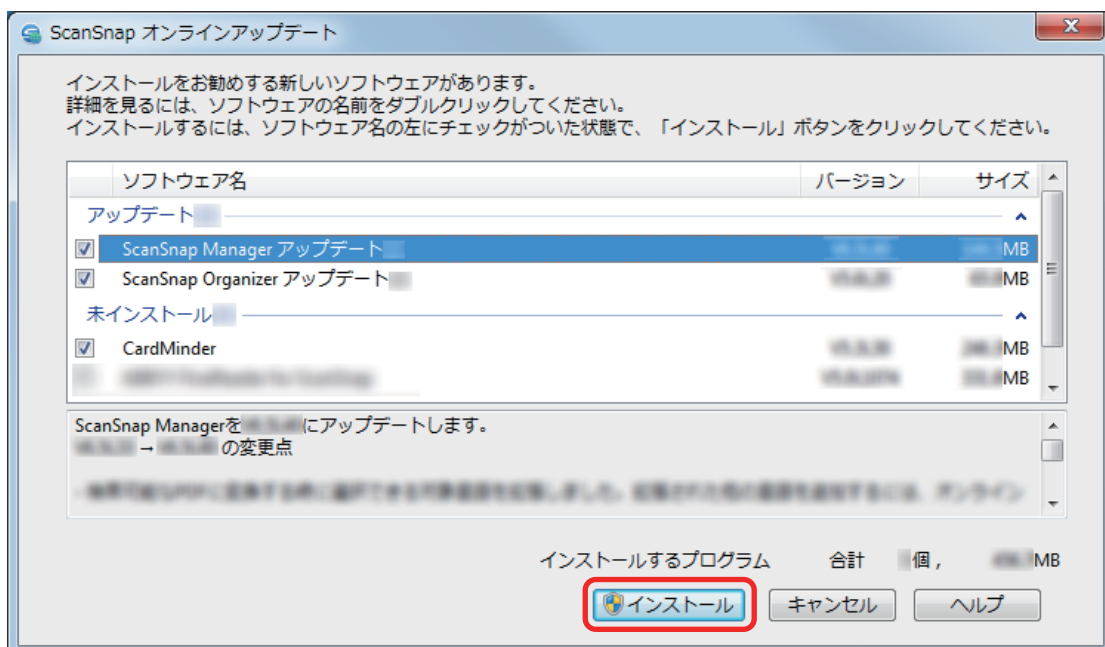 ScanSnap オンラインアップデート
インストールをお勧めする新しいソフトウェアがあります。
詳細を見るには、ソフトウェアの名前をダブルクリックしてください。
インストールするには、ソフトウェア名の左にチェックがついた状態で、「インストール」ボタンをクリックしてください。
ソフトウェア名 バージョン サイズ
アップデート
ScanSnap Manager アップデート MB
ScanSnap Organizer アップデート MB
未インストール
CardMinder MB
MB
ScanSnap Managerを にアップデートします。
→ の変更点
インストールするプログラム 合計 個, MB
インストール キャンセル ヘルプ